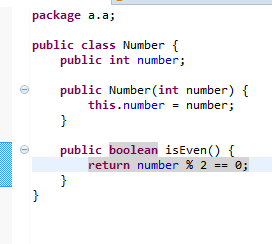 package a.a;
public class Number {
public int number;
public Number(int number) {
this.number = number;
}
public boolean isEven() {
return number % 2 == 0;
}
}